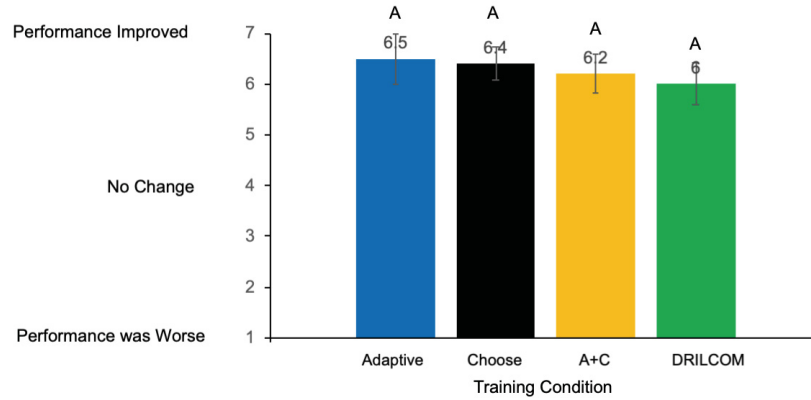 A A A A
Performance Improved 7
6.5 6.4 6.2 6
6
5
No Change 4
3
2
Performance was Worse 1
Adaptive Choose A+C DRILCOM
Training Condition